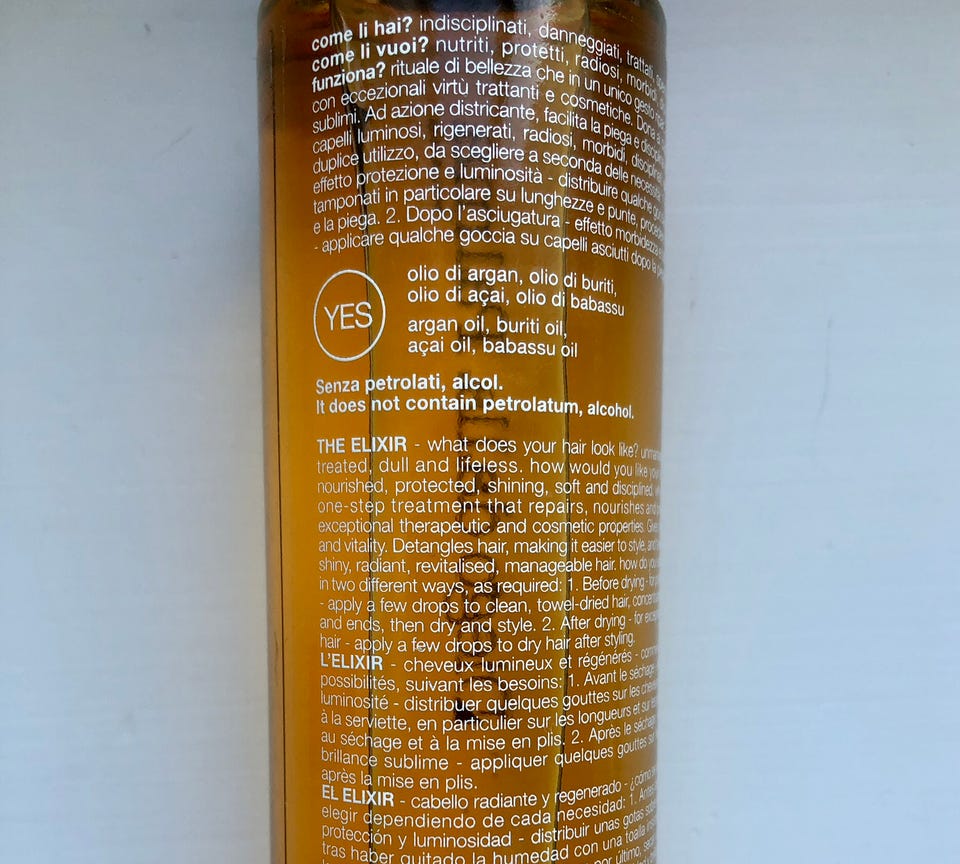 come li hai? indisciplinati, danneggiati, trattati,
come li vuoi? nutriti, protetti, radiosi, morbidi,
funziona? rituale di bellezza che in un unico gesto
con eccezionali virtù trattanti e cosmetiche. Dona
sublimi. Ad azione districante, facilita la piega e
capelli luminosi, rigenerati, radiosi, morbidi,
duplice utilizzo, da scegliere a seconda delle
effetto protezione e luminosità - distribuire qualche
tamponati in particolare su lunghezze e punte,
e la piega. 2. Dopo l'asciugatura - effetto morbidezza
- applicare qualche goccia su capelli asciutti dopo la
YES
olio di argan, olio di buriti,
olio di açai, olio di babassu
argan oil, buriti oil,
açai oil, babassu oil
Senza petrolati, alcol.
It does not contain petrolatum, alcohol.
THE ELIXIR - what does your hair look like?
treated, dull and lifeless. how would you like
nourished, protected, shining, soft and disciplined,
one-step treatment that repairs, nourishes and
exceptional therapeutic and cosmetic properties.
and vitality. Detangles hair, making it easier to style,
shiny, radiant, revitalised, manageable hair. how do
in two different ways, as required: 1. Before drying -
- apply a few drops to clean, towel-dried hair,
and ends, then dry and style. 2. After drying - for
hair - apply a few drops to dry hair after styling.
L'ELIXIR - cheveux lumineux et régénérés -
possibilités, suivant les besoins: 1. Avant le séchage
luminosité - distribuer quelques gouttes sur les
à la serviette, en particulier sur les longueurs et
au séchage et à la mise en plis. 2. Après le séchage
brillance sublime - appliquer quelques gouttes sur
après la mise en plis.
EL ELIXIR - cabello radiante y regenerado - ¿cómo
elegir dependiendo de cada necesidad: 1.
protección y luminosidad - distribuir unas gotas
tras haber quitado la humedad con una toalla
por último,